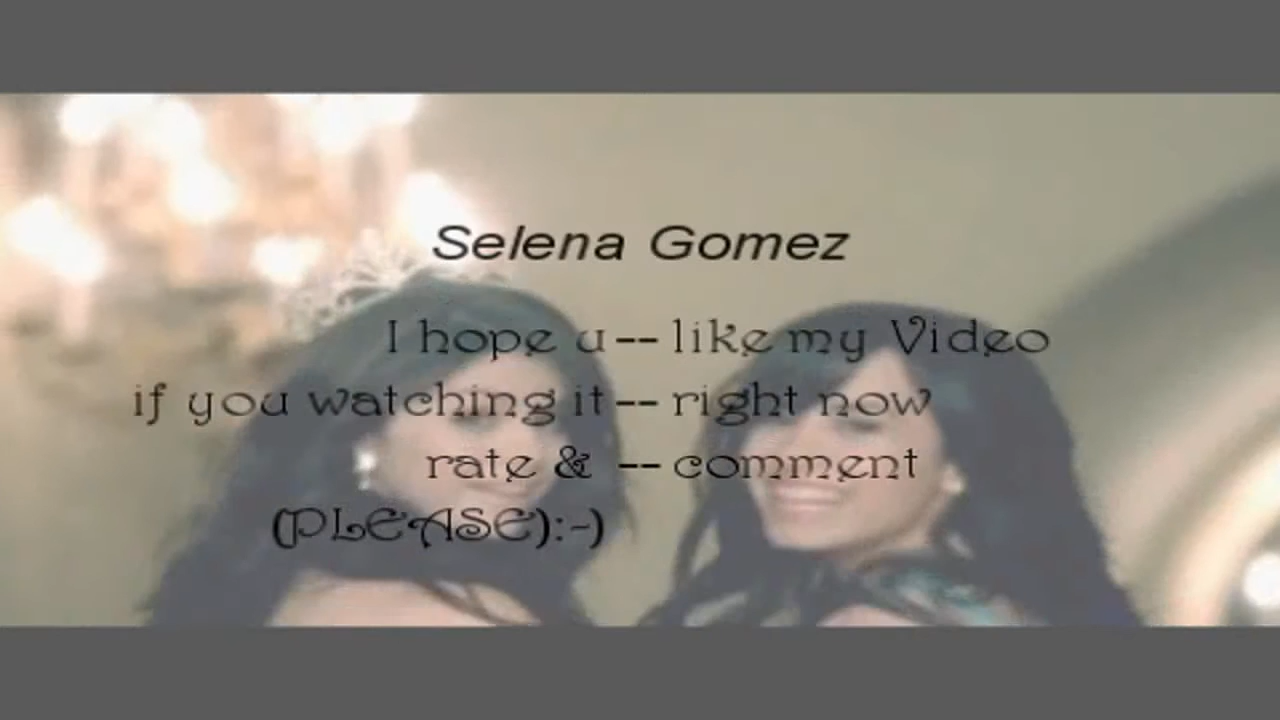 Selena Gomez
I hope u -- like my Video
if you watching it -- right now
rate & -- comment
(PLEASE):-)